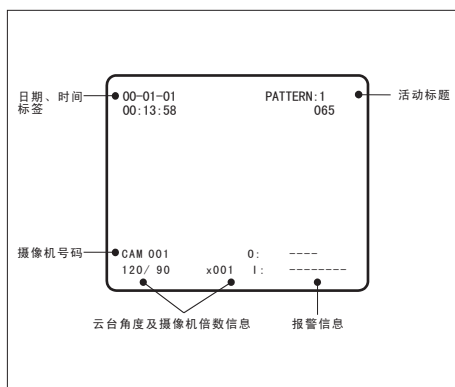 日期、时间
标签
00-01-01
00:13:58
PATTERN:1
065
活动标题
摄像机号码
CAM 001
O: ----
120/ 90 x001 I: --------
云台角度及摄像机倍数信息
报警信息